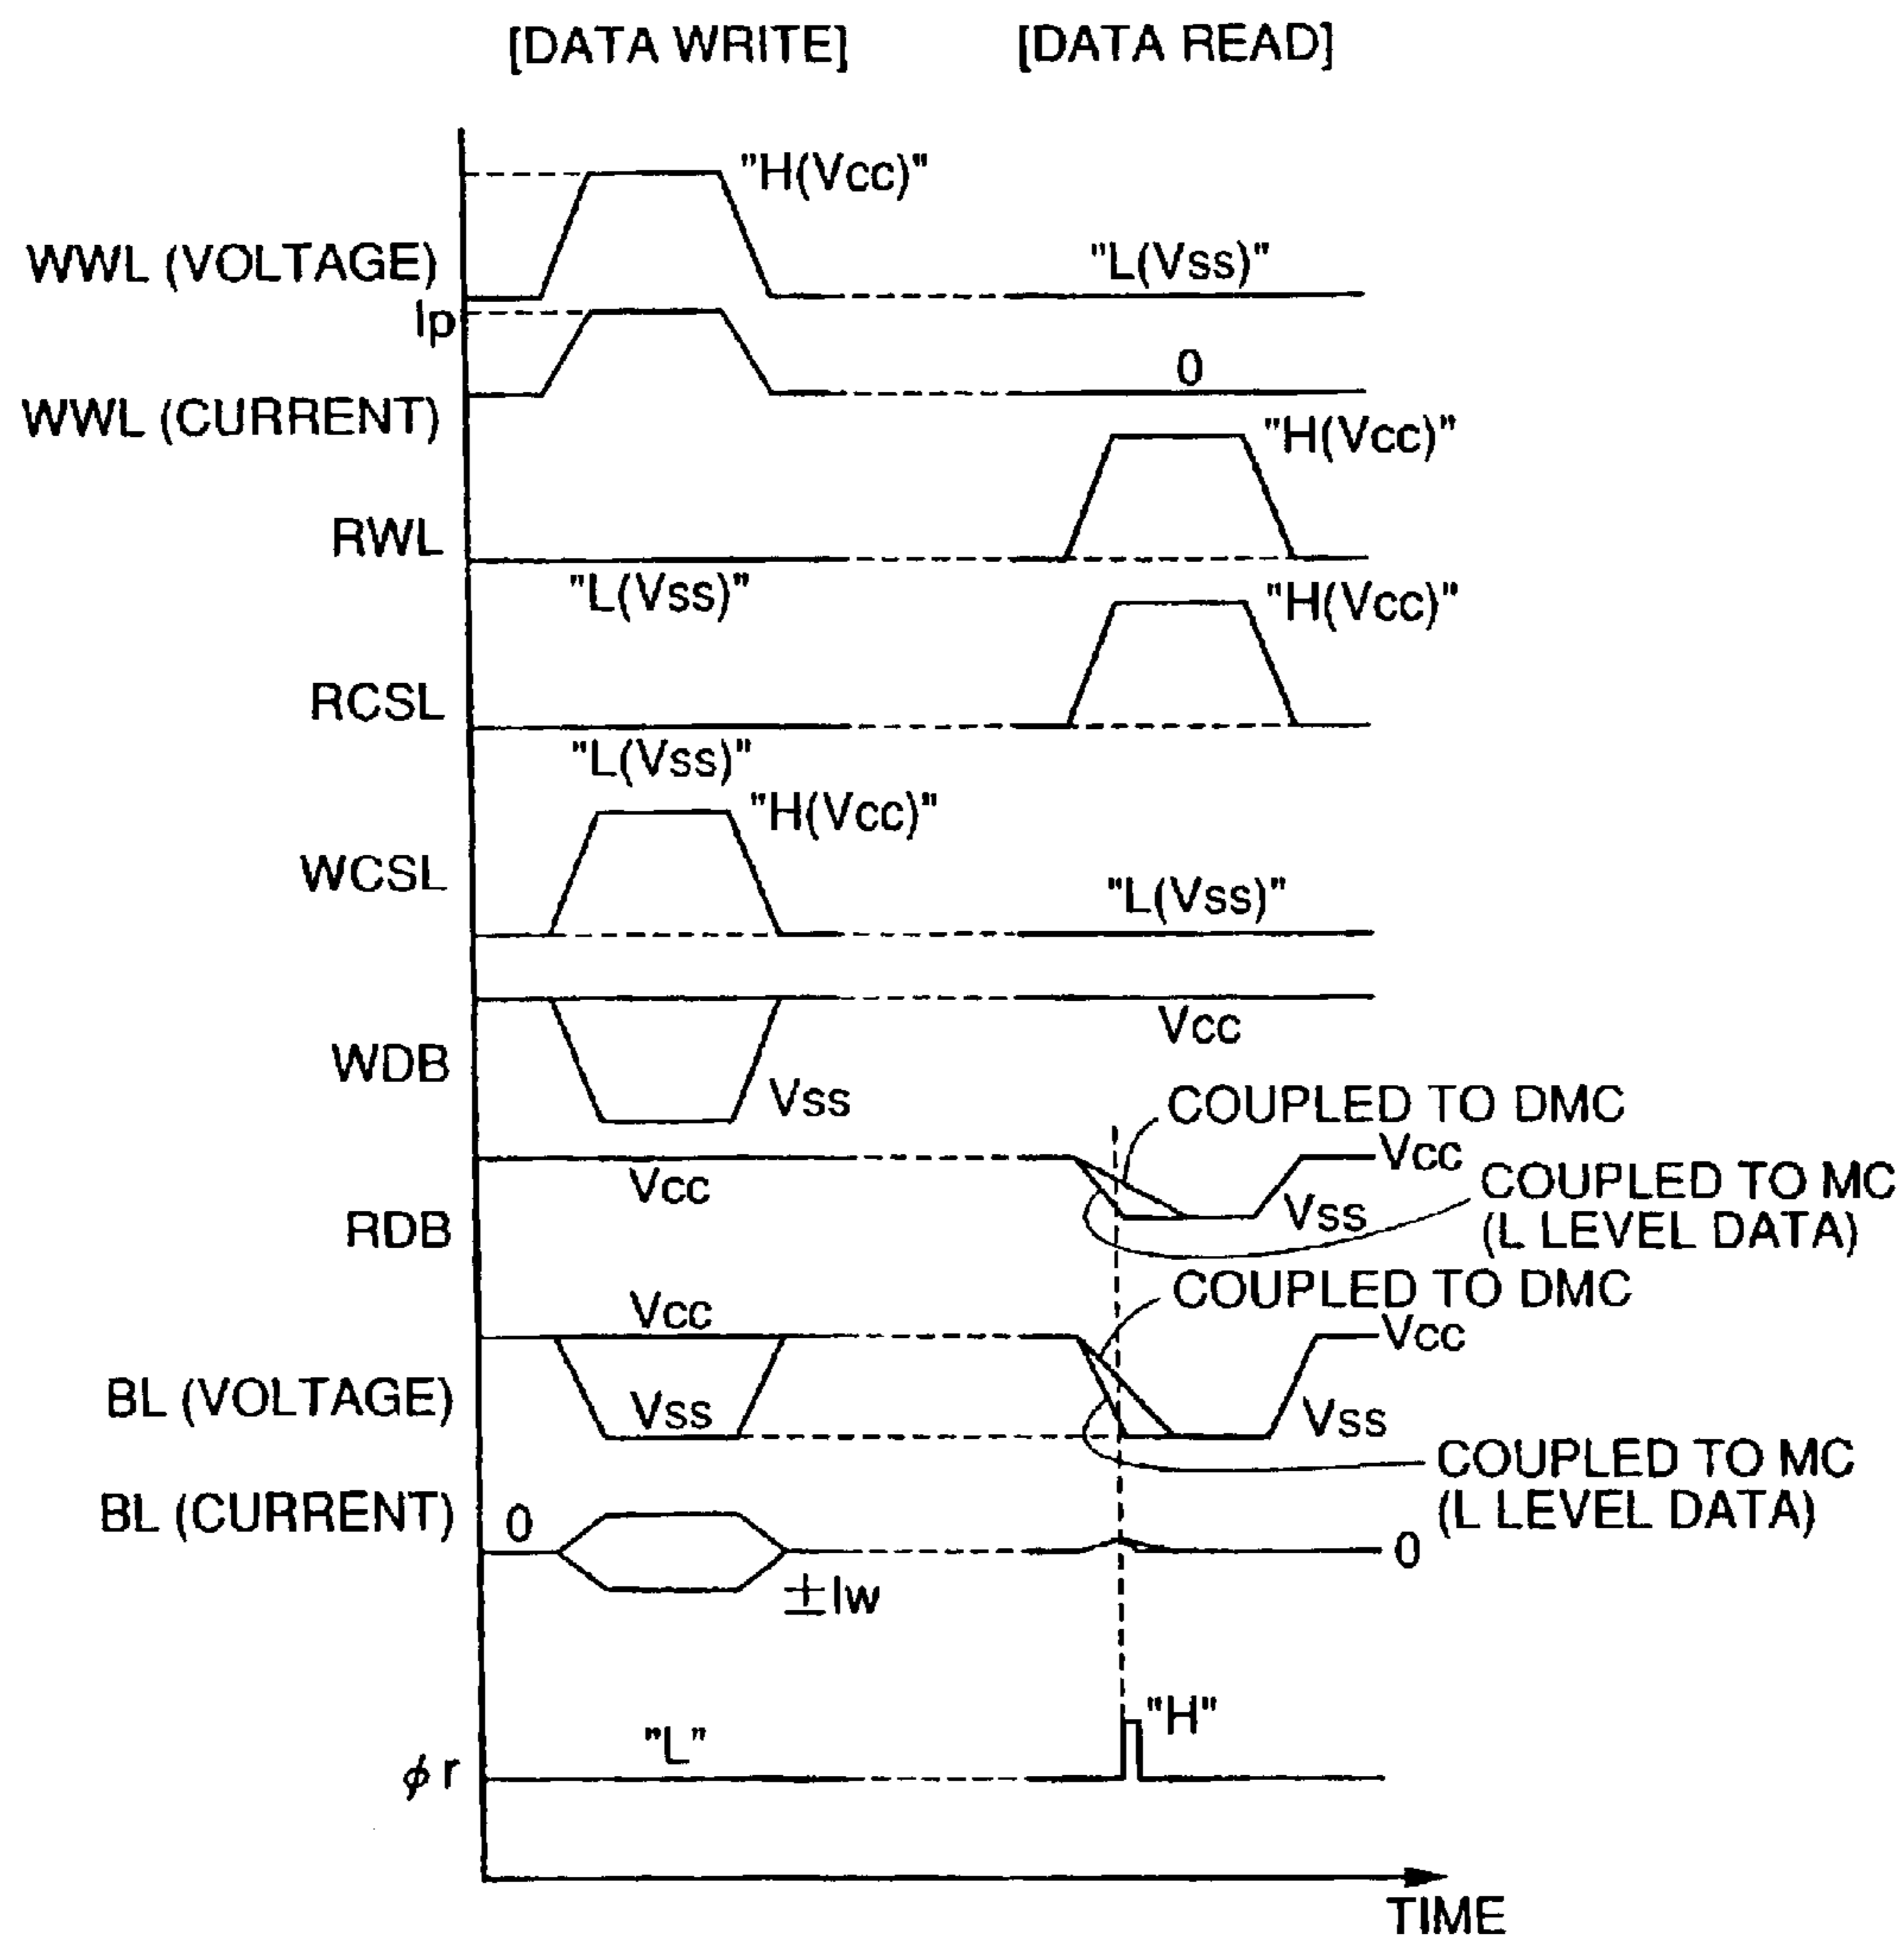 [DATA WRITE] [DATA READ]
"H(Vcc)"
WWL (VOLTAGE)
"L(Vss)"
Ip
0
WWL (CURRENT)
"H(Vcc)"
RWL
"L(Vss)"
"H(Vcc)"
RCSL
"L(Vss)"
"H(Vcc)"
WCSL
"L(Vss)"
Vcc
WDB
Vss
COUPLED TO DMC
Vcc
Vcc
COUPLED TO MC
(L LEVEL DATA)
Vss
RDB
COUPLED TO DMC
Vcc
Vcc
BL (VOLTAGE)
Vss
Vss
COUPLED TO MC
(L LEVEL DATA)
BL (CURRENT)
0
0
±Iw
"H"
"L"
ϕr
TIME